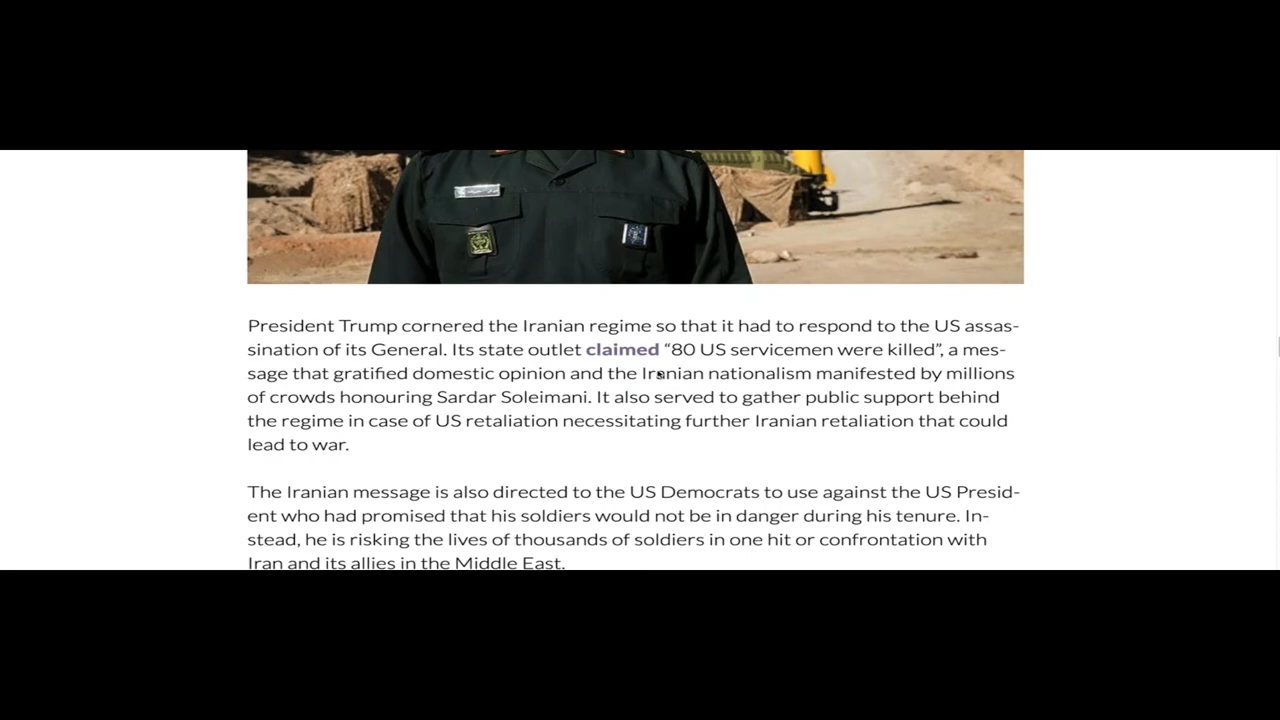 President Trump cornered the Iranian regime so that it had to respond to the US assas-
sination of its General. Its state outlet claimed “80 US servicemen were killed”, a mes-
sage that gratified domestic opinion and the Iranian nationalism manifested by millions
of crowds honouring Sardar Soleimani. It also served to gather public support behind
the regime in case of US retaliation necessitating further Iranian retaliation that could
lead to war.
The Iranian message is also directed to the US Democrats to use against the US Presid-
ent who had promised that his soldiers would not be in danger during his tenure. In-
stead, he is risking the lives of thousands of soldiers in one hit or confrontation with
Iran and its allies in the Middle East.